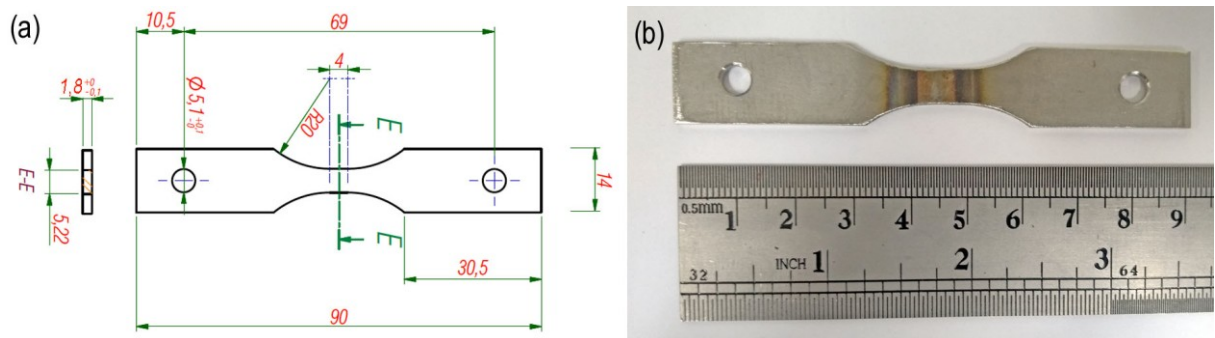 (a)
10,5
69
4
1,8 +0 -0,1
Ø 5,1 +0,1 -0
R20
E
E-E
14
5,22
E
30,5
90
(b)
0.5mm 1 2 3 4 5 6 7 8 9
INCH 1 2 3
32
64